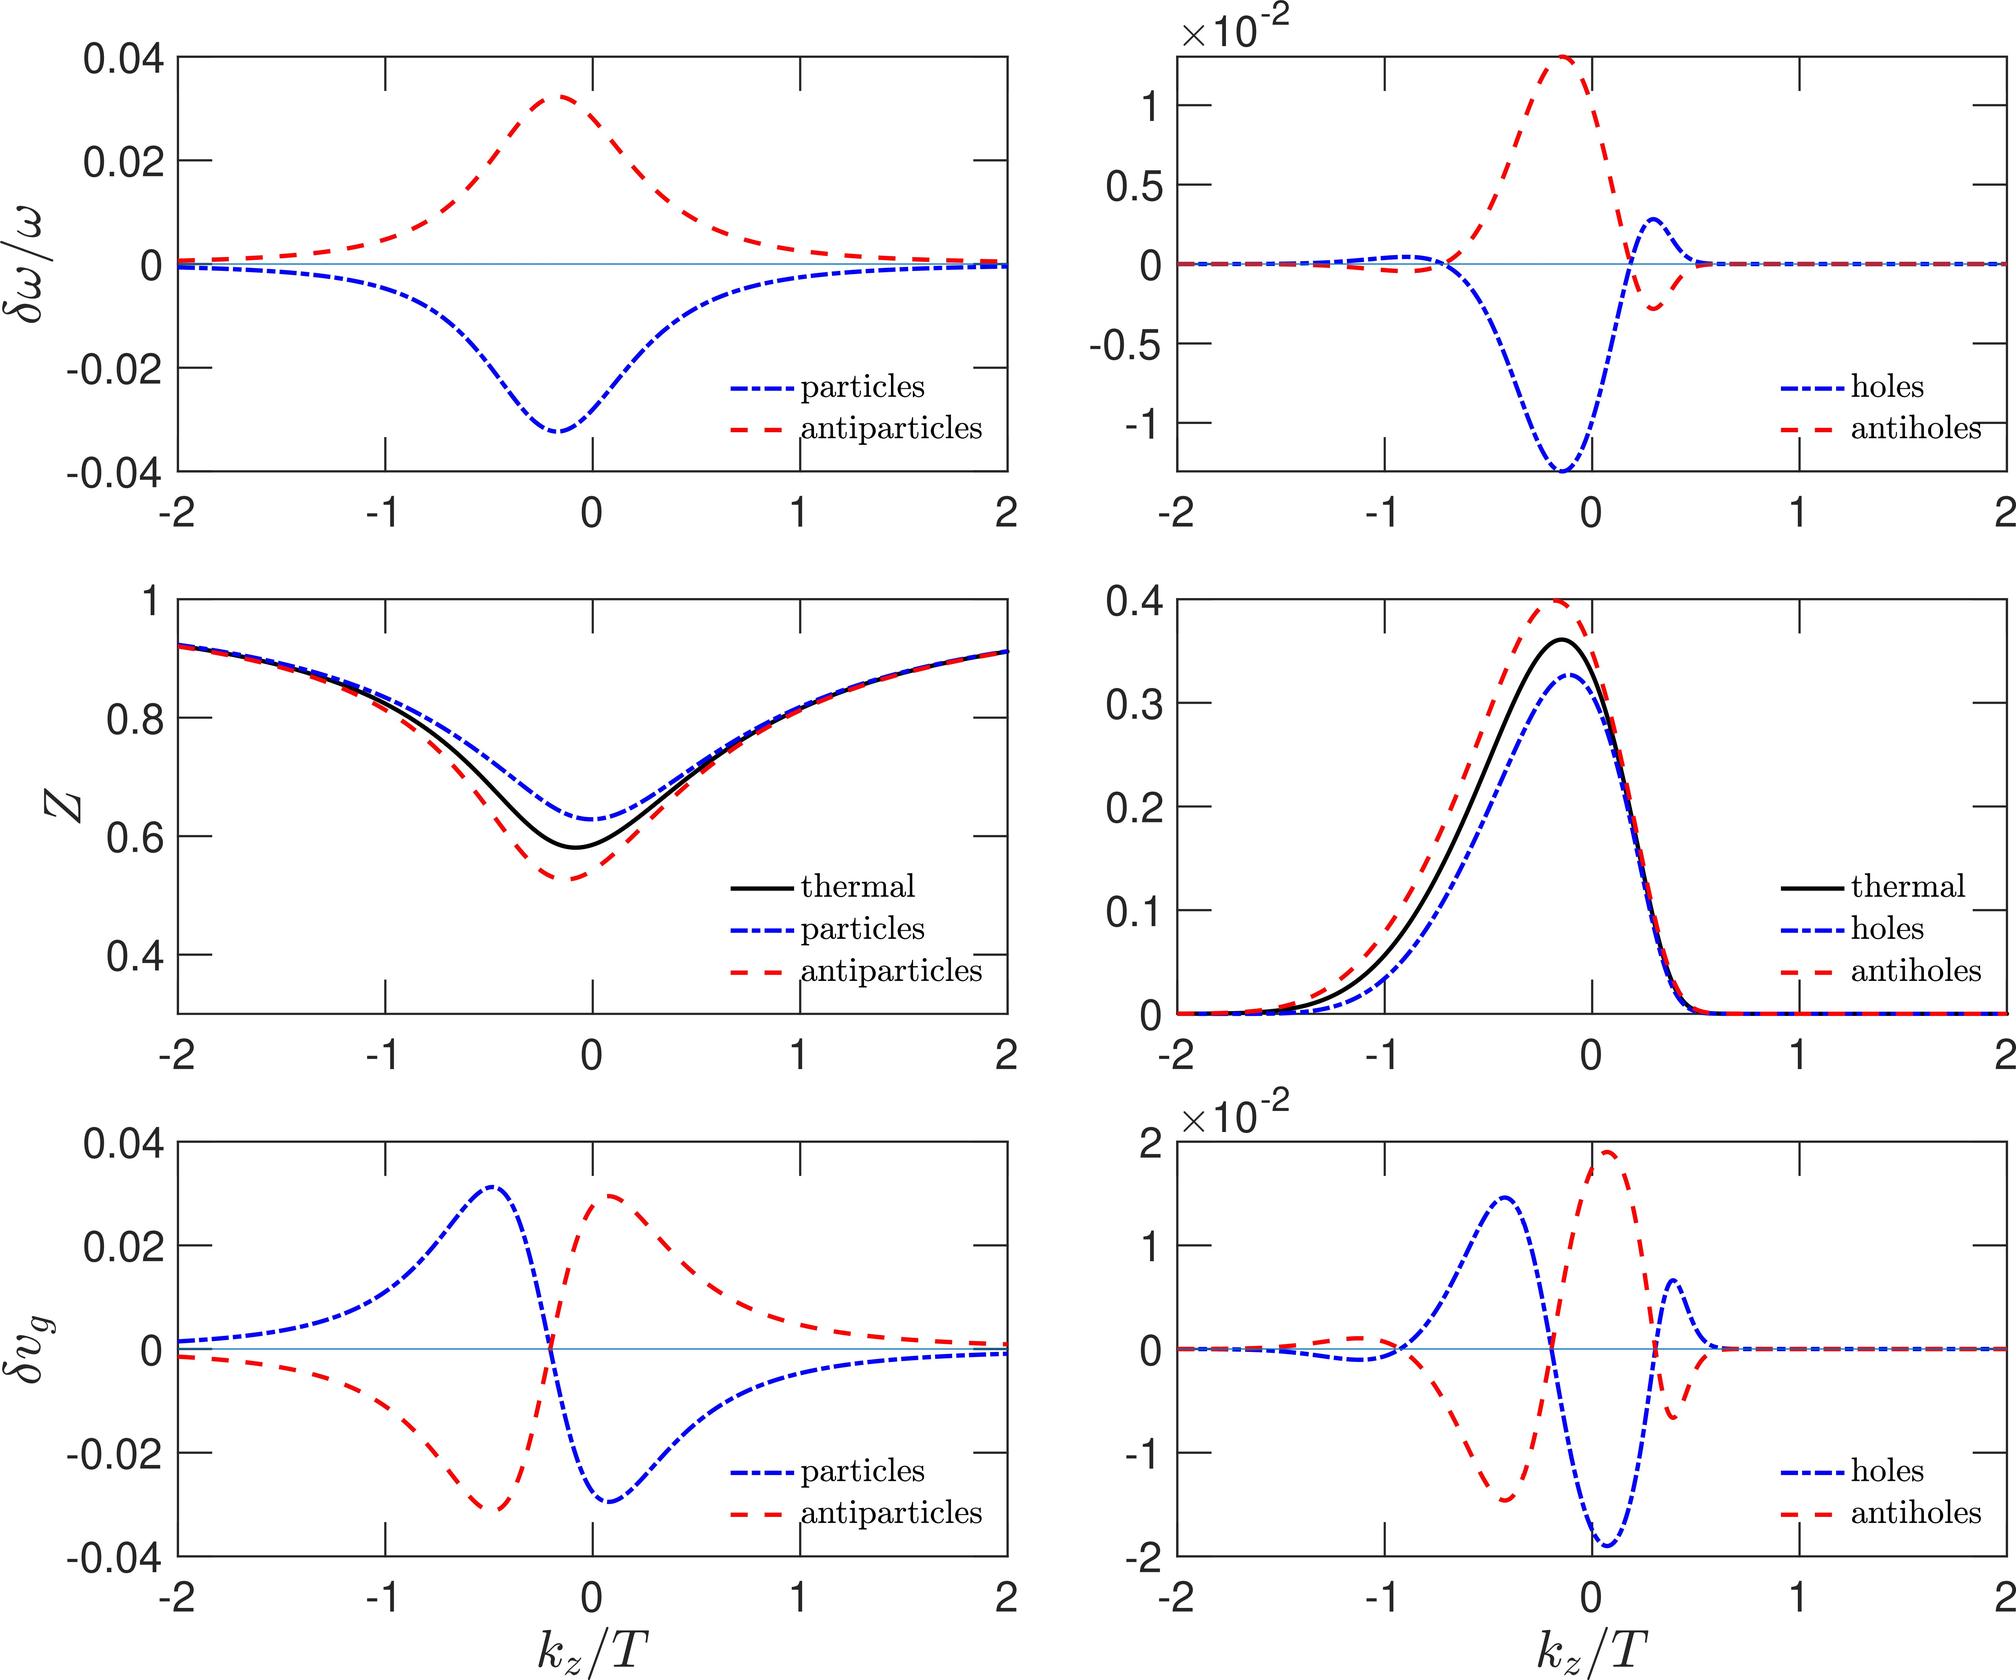 ×10⁻²
0.04
0.02
0
-0.02
-0.04
δω/ω
particles
antiparticles
-2 -1 0 1 2
1
0.5
0
-0.5
-1
holes
antiholes
-2 -1 0 1 2
1
0.8
0.6
0.4
Z
thermal
particles
antiparticles
-2 -1 0 1 2
0.4
0.3
0.2
0.1
0
thermal
holes
antiholes
-2 -1 0 1 2
0.04
0.02
0
-0.02
-0.04
δv_g
particles
antiparticles
-2 -1 0 1 2
k_z/T
×10⁻²
2
1
0
-1
-2
holes
antiholes
-2 -1 0 1 2
k_z/T